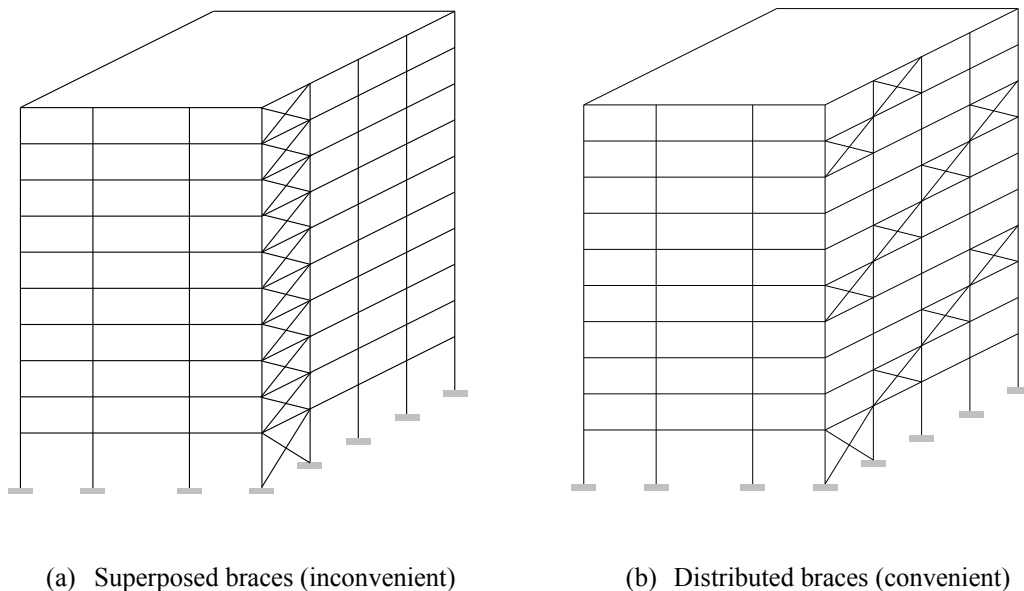 (a) Superposed braces (inconvenient)
(b) Distributed braces (convenient)